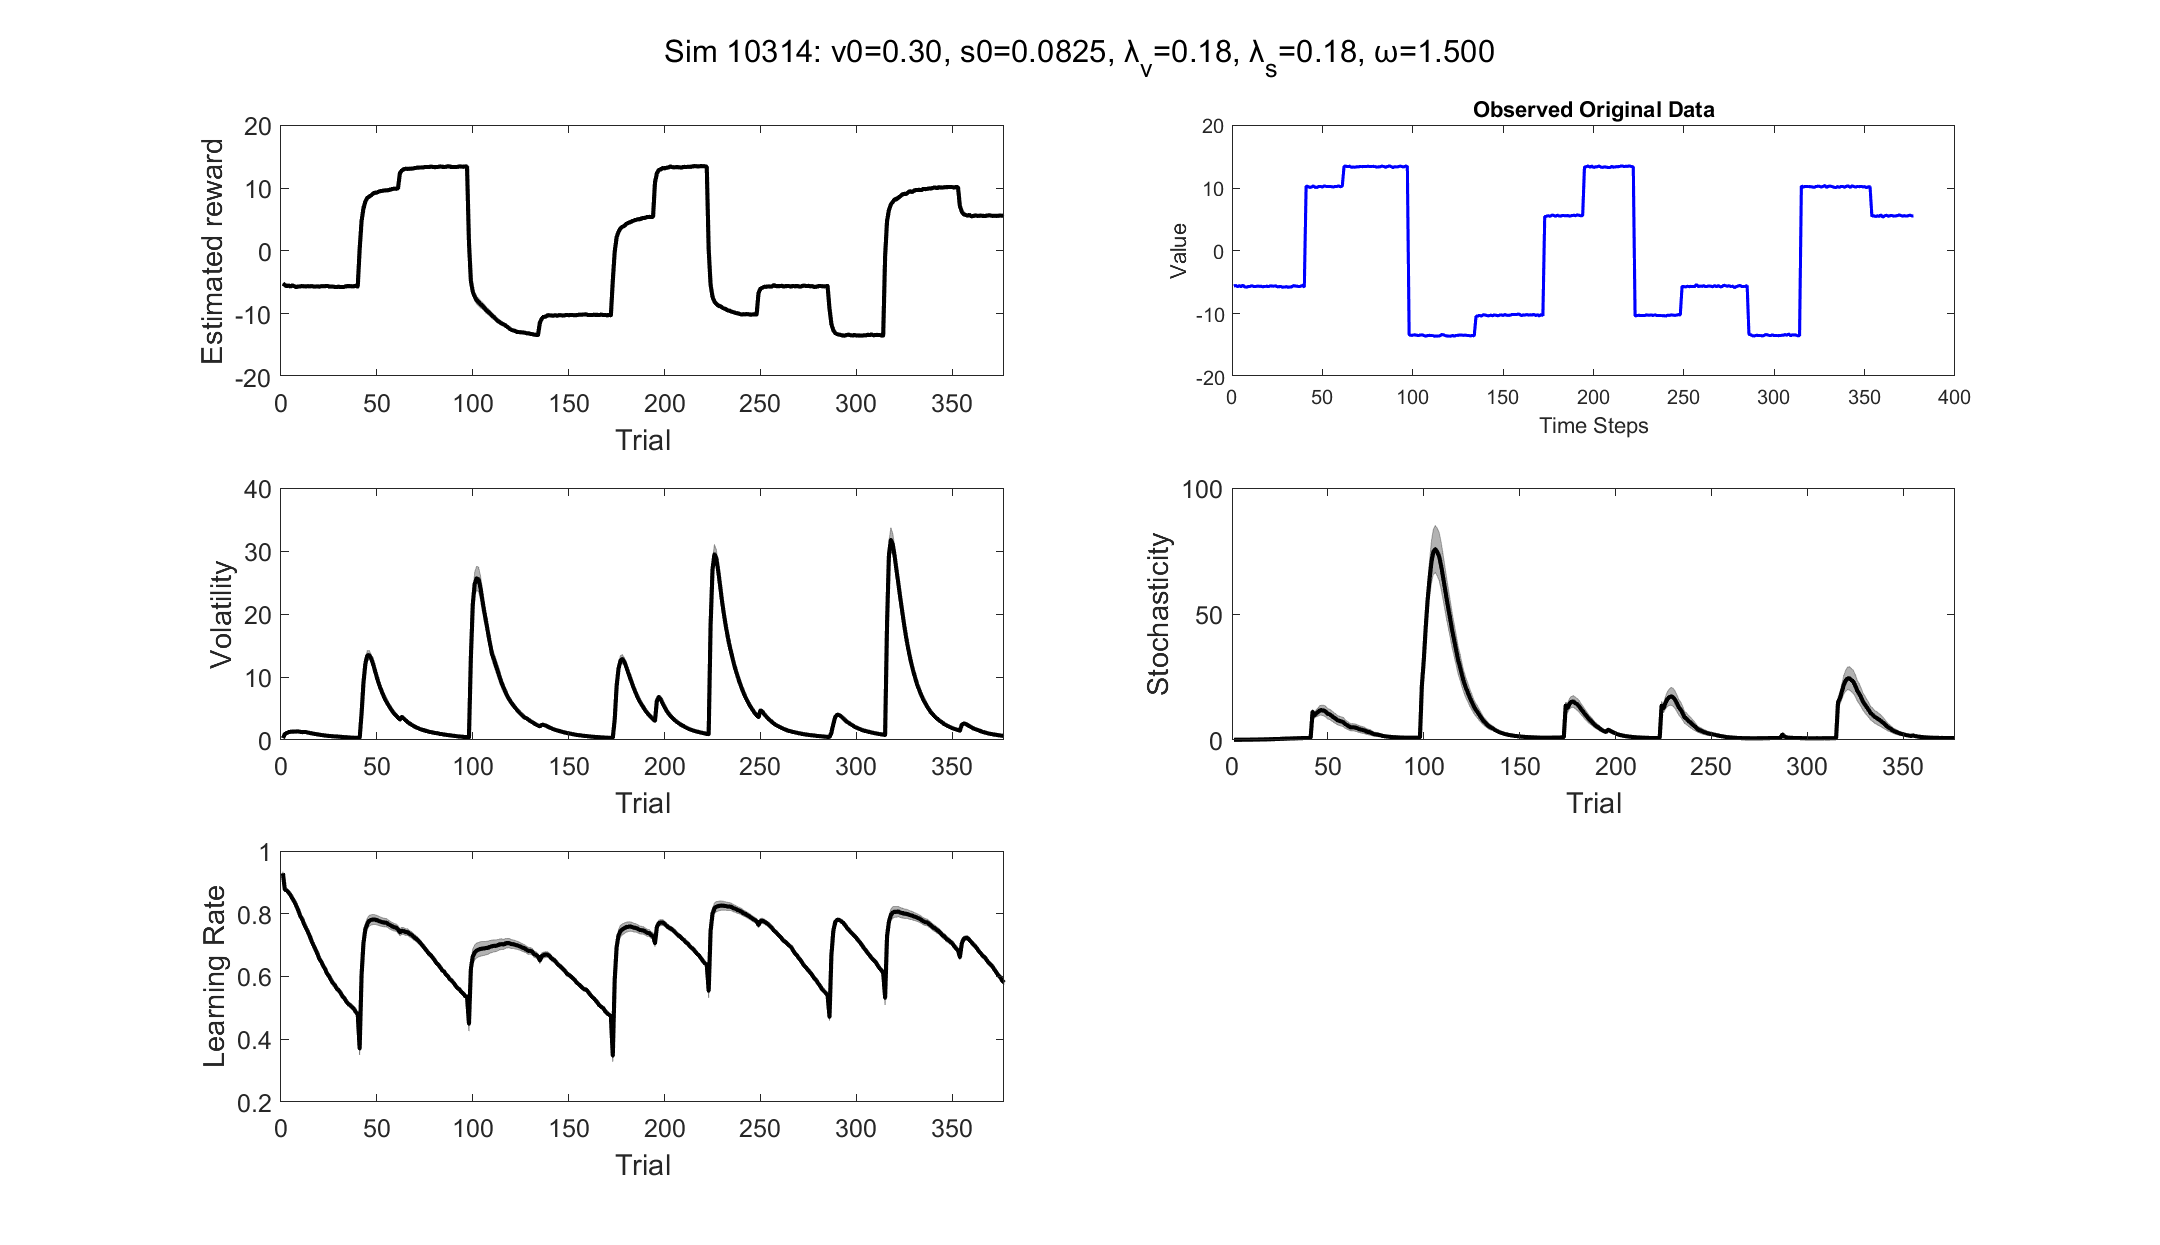 Sim 10314: v0=0.30, s0=0.0825, λv=0.18, λs=0.18, ω=1.500
Estimated reward
20
10
0
-10
-20
0 50 100 150 200 250 300 350
Trial
Observed Original Data
Value
20
10
0
-10
-20
0 50 100 150 200 250 300 350 400
Time Steps
Volatility
40
30
20
10
0
0 50 100 150 200 250 300 350
Trial
Stochasticity
100
50
0
0 50 100 150 200 250 300 350
Trial
Learning Rate
1
0.8
0.6
0.4
0.2
0 50 100 150 200 250 300 350
Trial